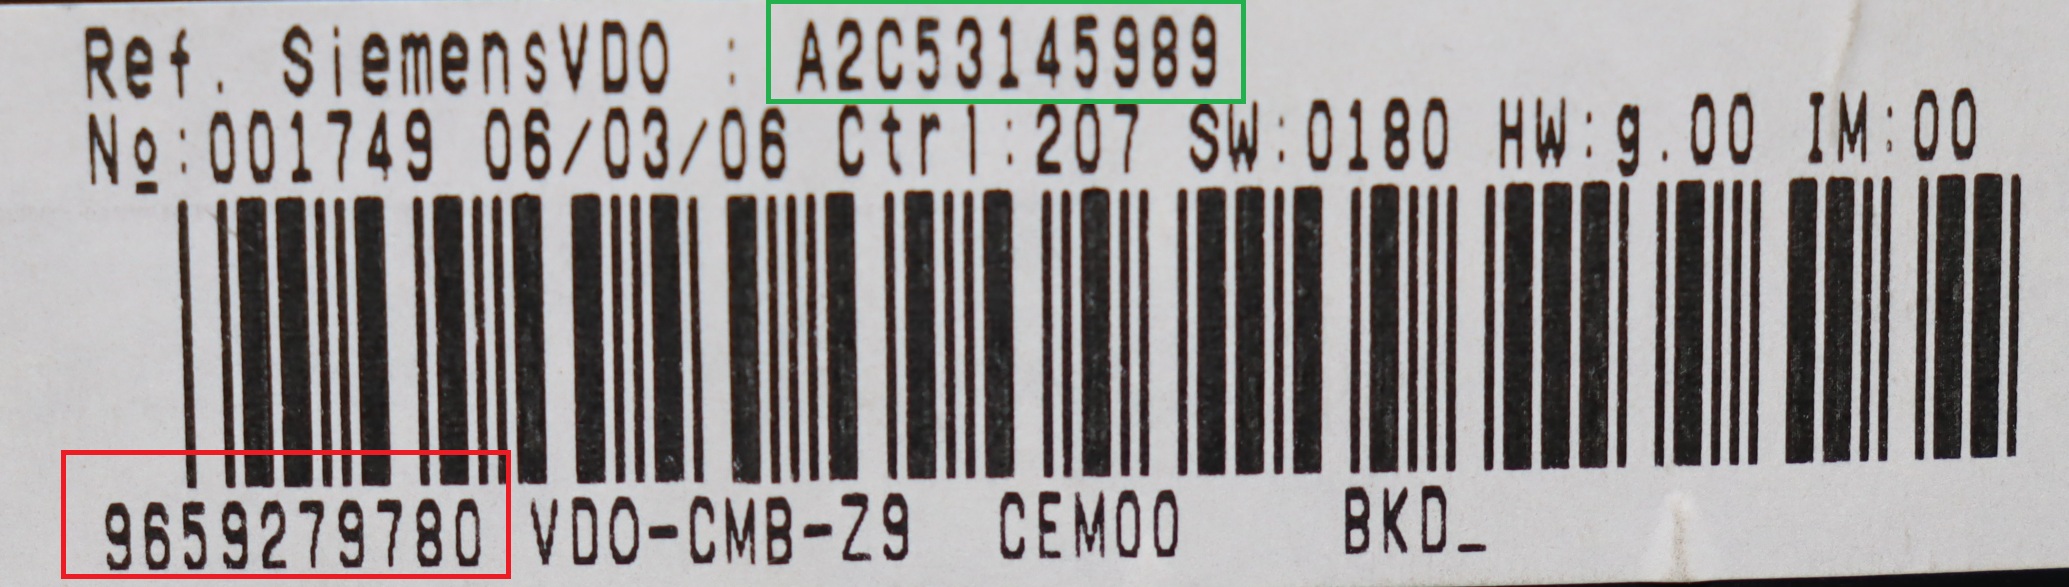 Ref. SiemensVDO : A2C53145989
Nº:001749 06/03/06 Ctrl:207 SW:0180 HW:g.00 IM:00
9659279780 VDO-CMB-Z9 CEM00 BKD_